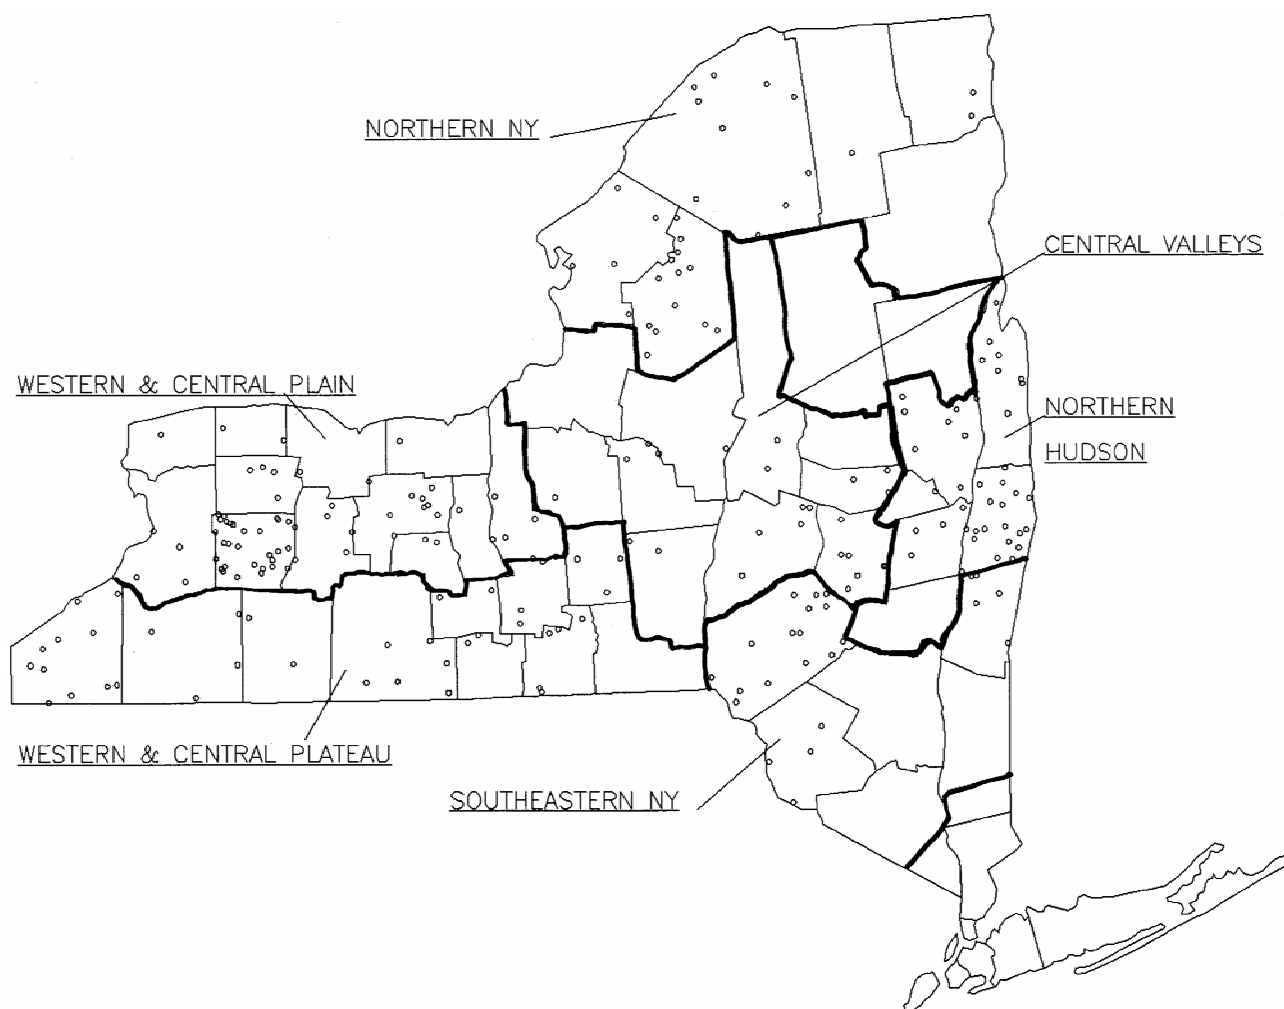 NORTHERN NY
CENTRAL VALLEYS
WESTERN & CENTRAL PLAIN
NORTHERN
HUDSON
WESTERN & CENTRAL PLATEAU
SOUTHEASTERN NY